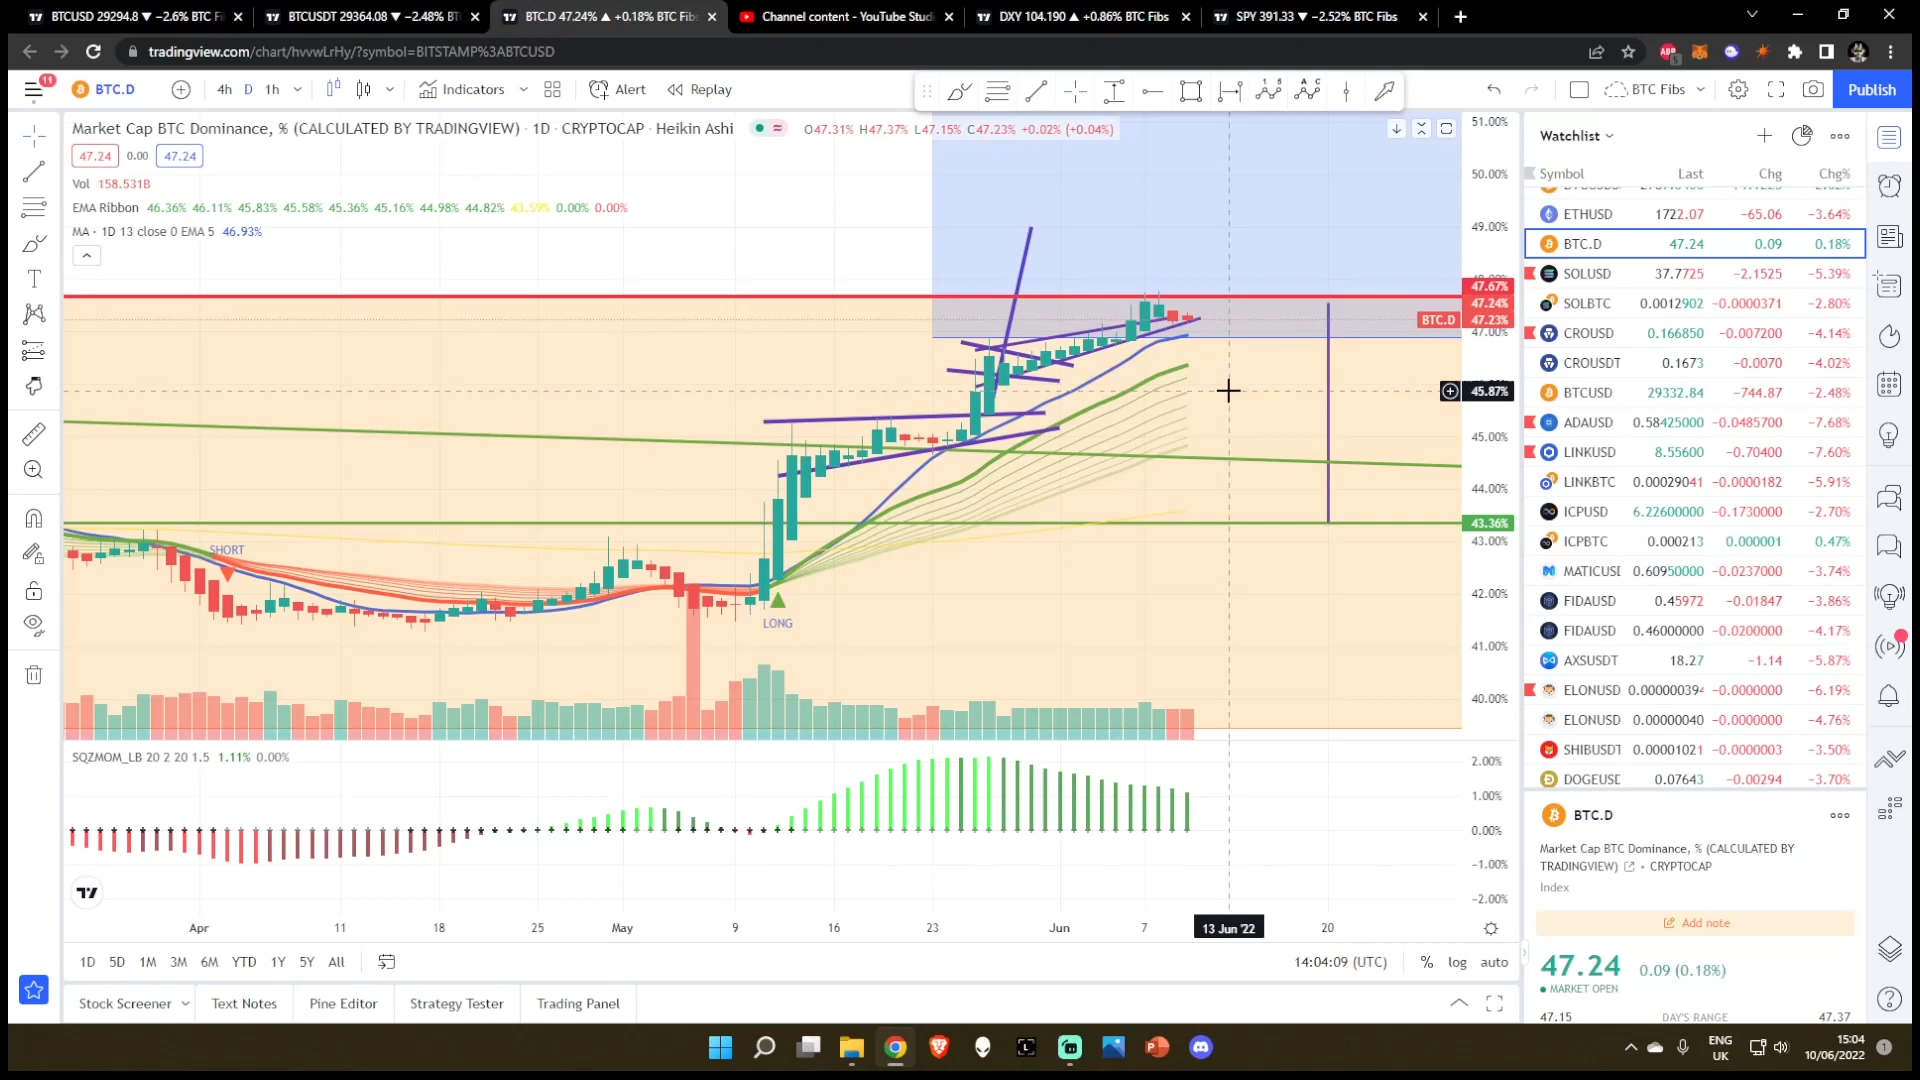 BTCUSD 29294.8 ▼ −2.6% BTC Fi
BTCUSDT 29364.08 ▼ −2.48% BT
BTC.D 47.24% ▲ +0.18% BTC Fibs
Channel content - YouTube Studi
DXY 104.190 ▲ +0.86% BTC Fibs
SPY 391.33 ▼ −2.52% BTC Fibs
tradingview.com/chart/hvvwLrHy/?symbol=BITSTAMP%3ABTCUSD
11
BTC.D
4h D 1h
Indicators
Alert
Replay
BTC Fibs
Publish
Market Cap BTC Dominance, % (CALCULATED BY TRADINGVIEW) · 1D · CRYPTOCAP · Heikin Ashi
O47.31% H47.37% L47.15% C47.23% +0.02% (+0.04%)
47.24 0.00 47.24
Vol 158.531B
EMA Ribbon 46.36% 46.11% 45.83% 45.58% 45.36% 45.16% 44.98% 44.82% 43.59% 0.00% 0.00%
MA · 1D 13 close 0 EMA 5 46.93%
51.00%
50.00%
49.00%
47.67%
47.24%
BTC.D 47.23%
47.00%
45.87%
45.00%
44.00%
43.36%
43.00%
42.00%
41.00%
40.00%
SHORT
LONG
SQZMOM_LB 20 2 20 1.5 1.11% 0.00%
2.00%
1.00%
0.00%
−1.00%
−2.00%
Apr 11 18 25 May 9 16 23 Jun 7 13 Jun '22 20
1D 5D 1M 3M 6M YTD 1Y 5Y All
14:04:09 (UTC) % log auto
Stock Screener Text Notes Pine Editor Strategy Tester Trading Panel
Watchlist
Symbol Last Chg Chg%
ETHUSD 1722.07 −65.06 −3.64%
BTC.D 47.24 0.09 0.18%
SOLUSD 37.7725 −2.1525 −5.39%
SOLBTC 0.0012902 −0.0000371 −2.80%
CROUSD 0.166850 −0.007200 −4.14%
CROUSDT 0.1673 −0.0070 −4.02%
BTCUSD 29332.84 −744.87 −2.48%
ADAUSD 0.58425000 −0.0485700 −7.68%
LINKUSD 8.55600 −0.70400 −7.60%
LINKBTC 0.00029041 −0.0000182 −5.91%
ICPUSD 6.22600000 −0.1730000 −2.70%
ICPBTC 0.000213 0.000001 0.47%
MATICUSD 0.60950000 −0.0237000 −3.74%
FIDAUSD 0.45972 −0.01847 −3.86%
FIDAUSD 0.46000000 −0.0200000 −4.17%
AXSUSDT 18.27 −1.14 −5.87%
ELONUSD 0.000000394 −0.0000000 −6.19%
ELONUSD 0.00000040 −0.0000000 −4.76%
SHIBUSDT 0.00001021 −0.0000003 −3.50%
DOGEUSD 0.07643 −0.00294 −3.70%
BTC.D
Market Cap BTC Dominance, % (CALCULATED BY
TRADINGVIEW) • CRYPTOCAP
Index
Add note
47.24 0.09 (0.18%)
MARKET OPEN
47.15 DAY'S RANGE 47.37
ENG
UK
15:04
10/06/2022
1